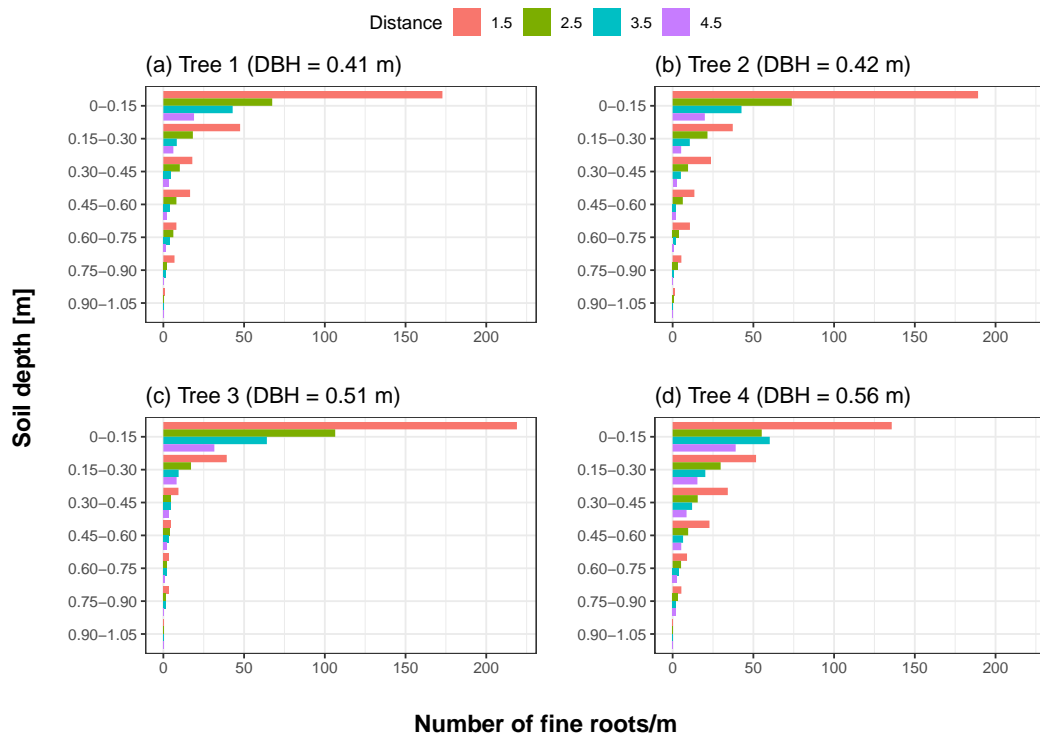 Distance 1.5 2.5 3.5 4.5
(a) Tree 1 (DBH = 0.41 m)
0−0.15
0.15−0.30
0.30−0.45
0.45−0.60
0.60−0.75
0.75−0.90
0.90−1.05
0 50 100 150 200
(b) Tree 2 (DBH = 0.42 m)
0−0.15
0.15−0.30
0.30−0.45
0.45−0.60
0.60−0.75
0.75−0.90
0.90−1.05
0 50 100 150 200
(c) Tree 3 (DBH = 0.51 m)
0−0.15
0.15−0.30
0.30−0.45
0.45−0.60
0.60−0.75
0.75−0.90
0.90−1.05
0 50 100 150 200
(d) Tree 4 (DBH = 0.56 m)
0−0.15
0.15−0.30
0.30−0.45
0.45−0.60
0.60−0.75
0.75−0.90
0.90−1.05
0 50 100 150 200
Soil depth [m]
Number of fine roots/m